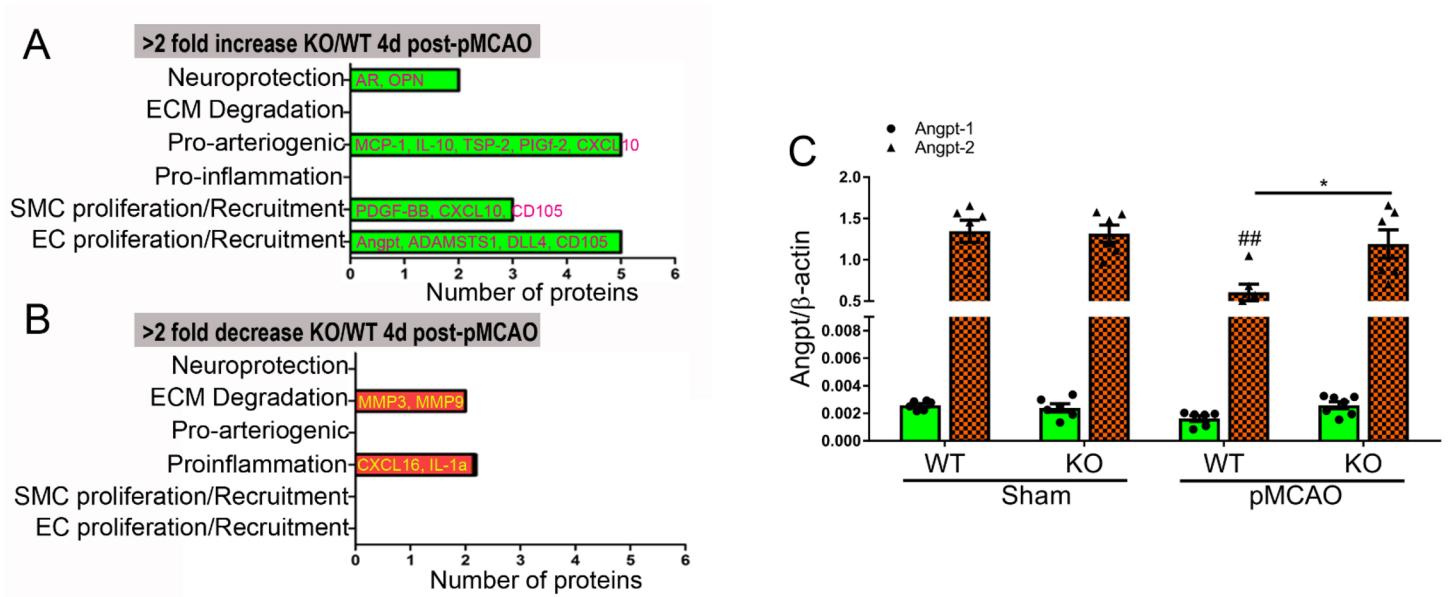 A
>2 fold increase KO/WT 4d post-pMCAO
Neuroprotection
AR, OPN
ECM Degradation
Pro-arteriogenic
MCP-1, IL-10, TSP-2, PIGf-2, CXCL10
Pro-inflammation
SMC proliferation/Recruitment
PDGF-BB, CXCL10, CD105
EC proliferation/Recruitment
Angpt, ADAMSTS1, DLL4, CD105
0 1 2 3 4 5 6
Number of proteins
B
>2 fold decrease KO/WT 4d post-pMCAO
Neuroprotection
ECM Degradation
MMP3, MMP9
Pro-arteriogenic
Proinflammation
CXCL16, IL-1a
SMC proliferation/Recruitment
EC proliferation/Recruitment
0 1 2 3 4 5 6
Number of proteins
C
Angpt-1
Angpt-2
Angpt/β-actin
2.0
1.5
1.0
0.5
0.008
0.006
0.004
0.002
0.000
##
*
WT KO WT KO
Sham pMCAO